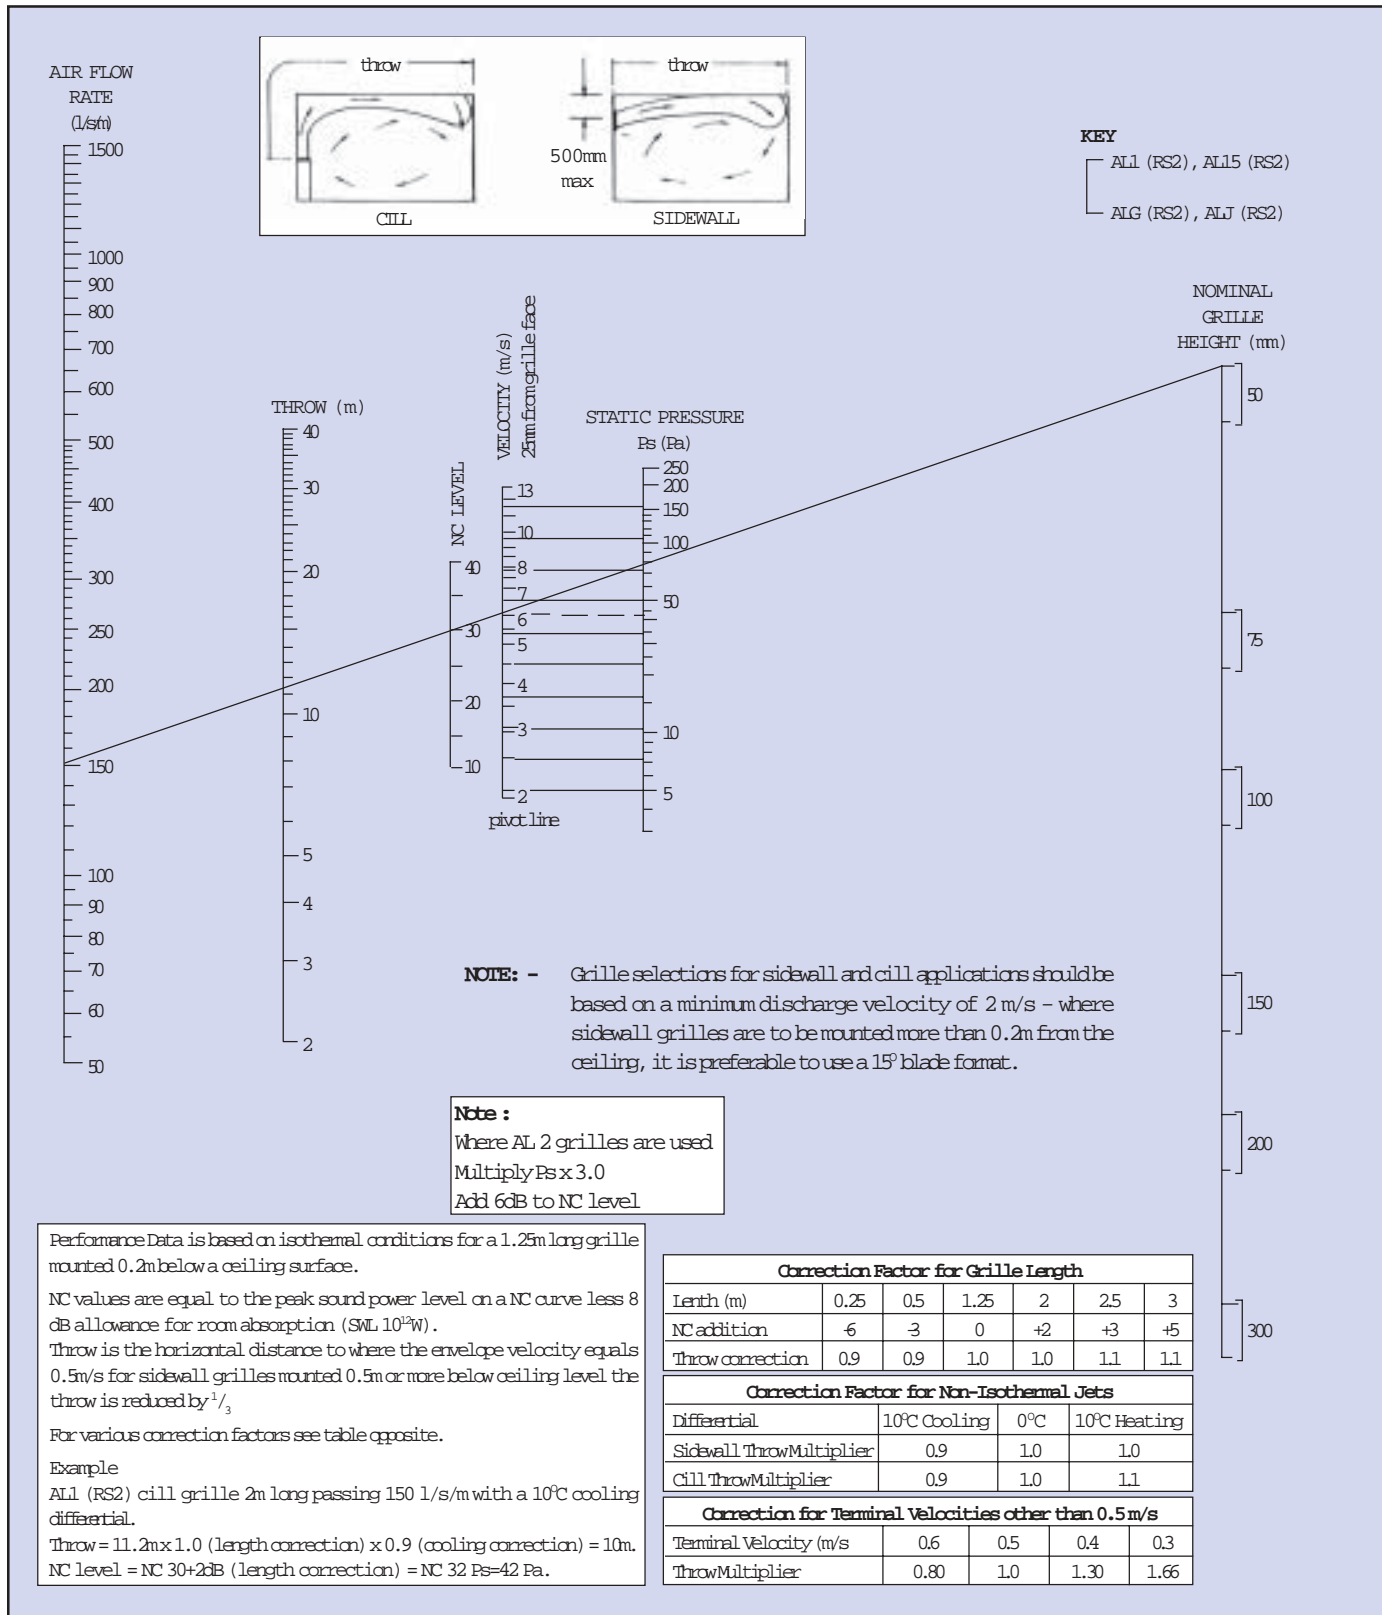 AIR FLOW
RATE
(l/s/m)
1500
1000
900
800
700
600
500
400
300
250
200
150
100
90
80
70
60
50
throw
CILL
throw
500mm
max
SIDEWALL
KEY
AL1 (RS2), AL15 (RS2)
ALG (RS2), ALJ (RS2)
THROW (m)
40
30
20
10
5
4
3
2
NC LEVEL
40
30
20
10
VELOCITY (m/s)
25mm from grille face
13
10
8
7
6
5
4
3
2
pivot line
STATIC PRESSURE
Ps (Pa)
250
200
150
100
50
10
5
NOMINAL
GRILLE
HEIGHT (mm)
50
75
100
150
200
300
NOTE: - Grille selections for sidewall and cill applications should be
based on a minimum discharge velocity of 2 m/s - where
sidewall grilles are to be mounted more than 0.2m from the
ceiling, it is preferable to use a 15° blade format.
Note :
Where AL 2 grilles are used
Multiply Ps x 3.0
Add 6dB to NC level
Performance Data is based on isothermal conditions for a 1.25m long grille
mounted 0.2m below a ceiling surface.
NC values are equal to the peak sound power level on a NC curve less 8
dB allowance for room absorption (SWL 10¹²W).
Throw is the horizontal distance to where the envelope velocity equals
0.5m/s for sidewall grilles mounted 0.5m or more below ceiling level the
throw is reduced by 1/3
For various correction factors see table opposite.
Example
AL1 (RS2) cill grille 2m long passing 150 l/s/m with a 10°C cooling
differential.
Throw = 11.2m x 1.0 (length correction) x 0.9 (cooling correction) = 10m.
NC level = NC 30+2dB (length correction) = NC 32 Ps=42 Pa.
Correction Factor for Grille Length
Lenth (m) 0.25 0.5 1.25 2 2.5 3
NC addition -6 -3 0 +2 +3 +5
Throw correction 0.9 0.9 1.0 1.0 1.1 1.1
Correction Factor for Non-Isothermal Jets
Differential 10°C Cooling 0°C 10°C Heating
Sidewall Throw Multiplier 0.9 1.0 1.0
Cill Throw Multiplier 0.9 1.0 1.1
Correction for Terminal Velocities other than 0.5 m/s
Terminal Velocity (m/s 0.6 0.5 0.4 0.3
Throw Multiplier 0.80 1.0 1.30 1.66